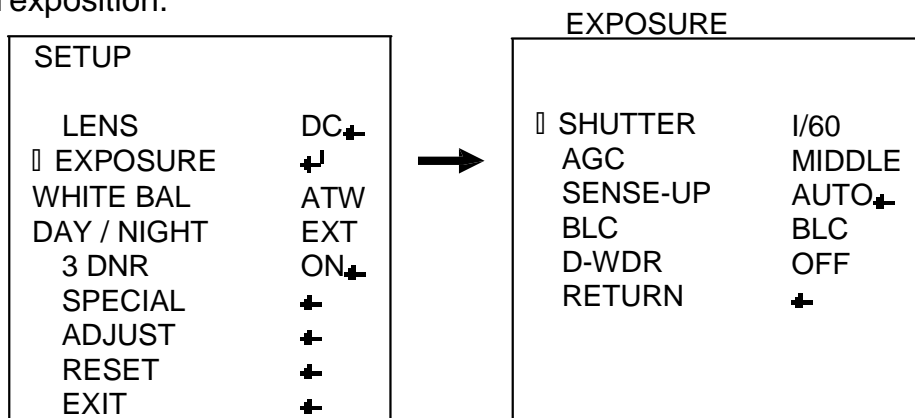 exposition.
SETUP
LENS DC
EXPOSURE
WHITE BAL ATW
DAY / NIGHT EXT
3 DNR ON
SPECIAL
ADJUST
RESET
EXIT
EXPOSURE
SHUTTER I/60
AGC MIDDLE
SENSE-UP AUTO
BLC BLC
D-WDR OFF
RETURN